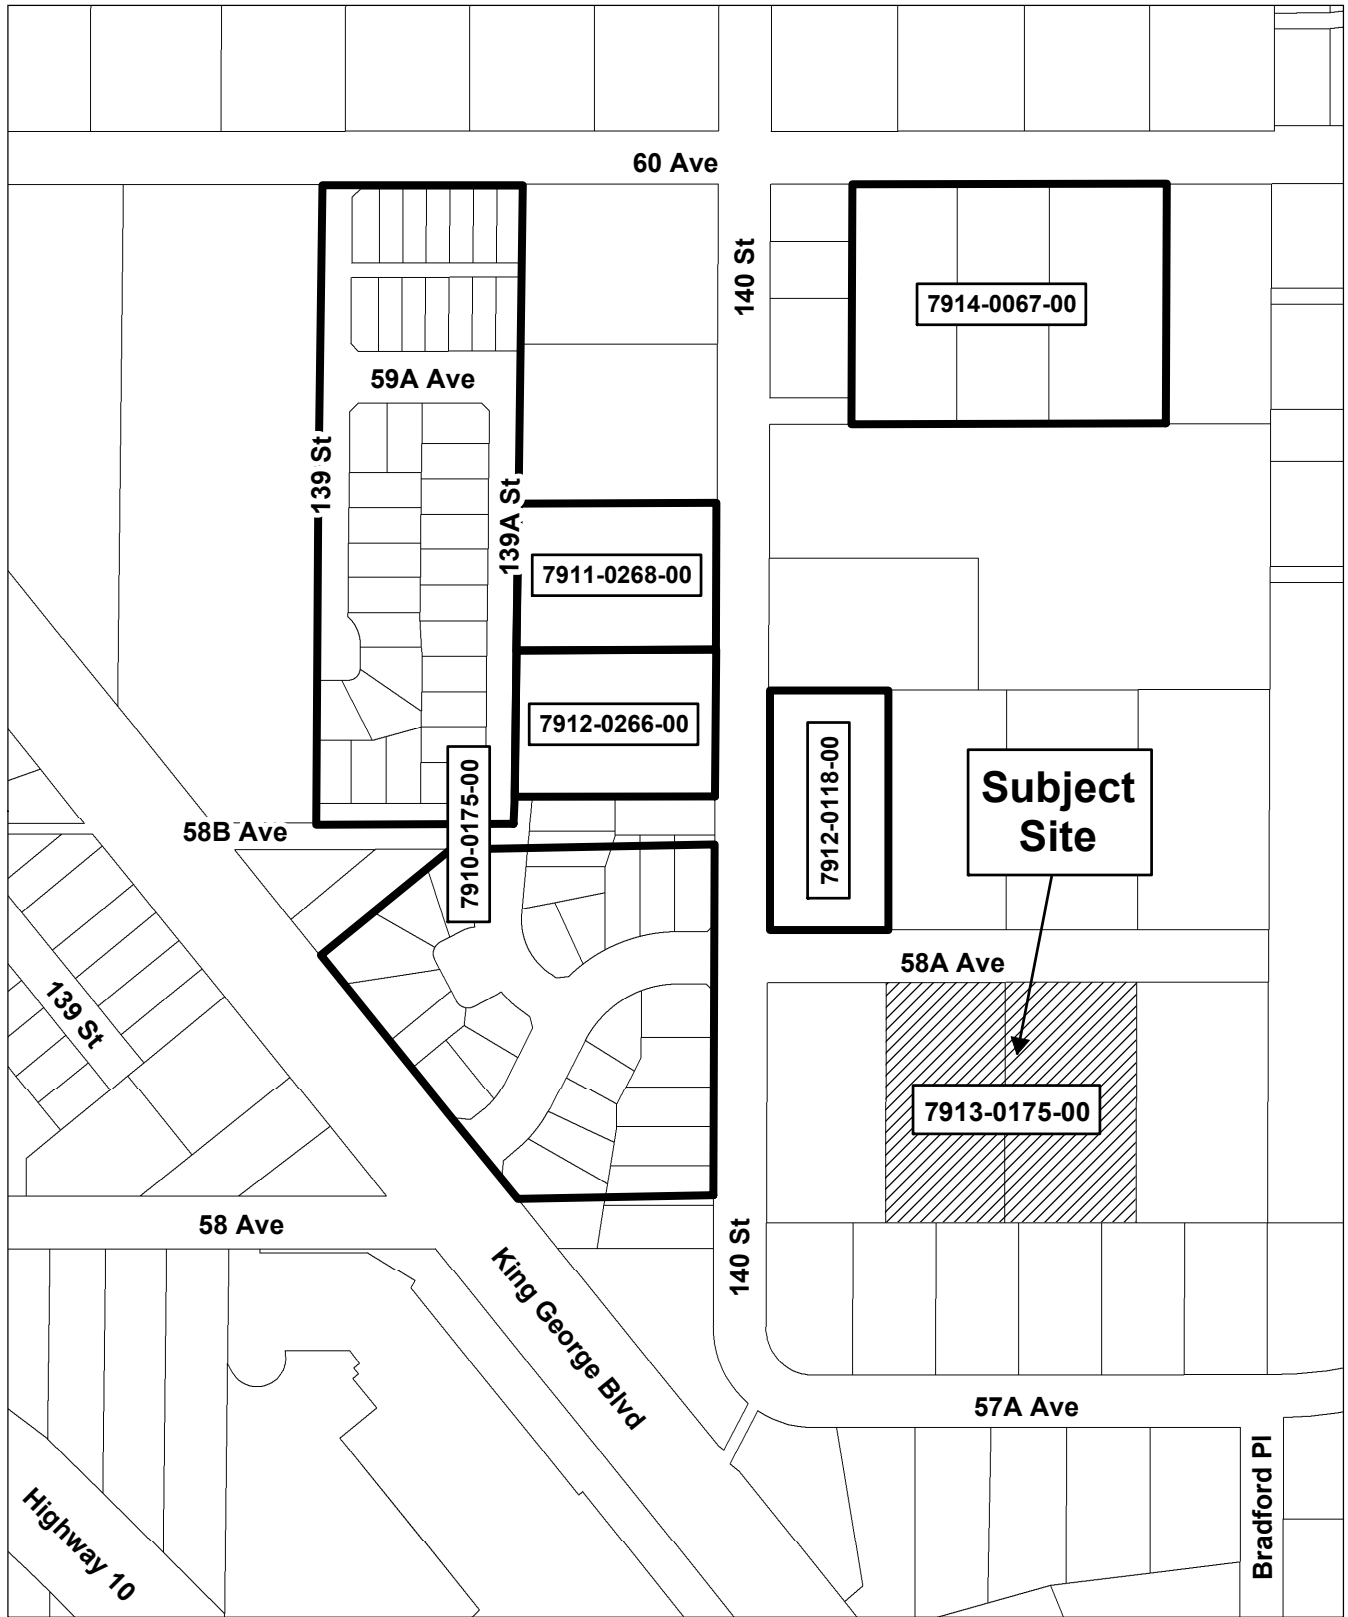 60 Ave
140 St
7914-0067-00
59A Ave
139 St
139A St
7911-0268-00
7912-0266-00
7910-0175-00
7912-0118-00
Subject
Site
58B Ave
58A Ave
139 St
7913-0175-00
58 Ave
140 St
King George Blvd
57A Ave
Bradford Pl
Highway 10